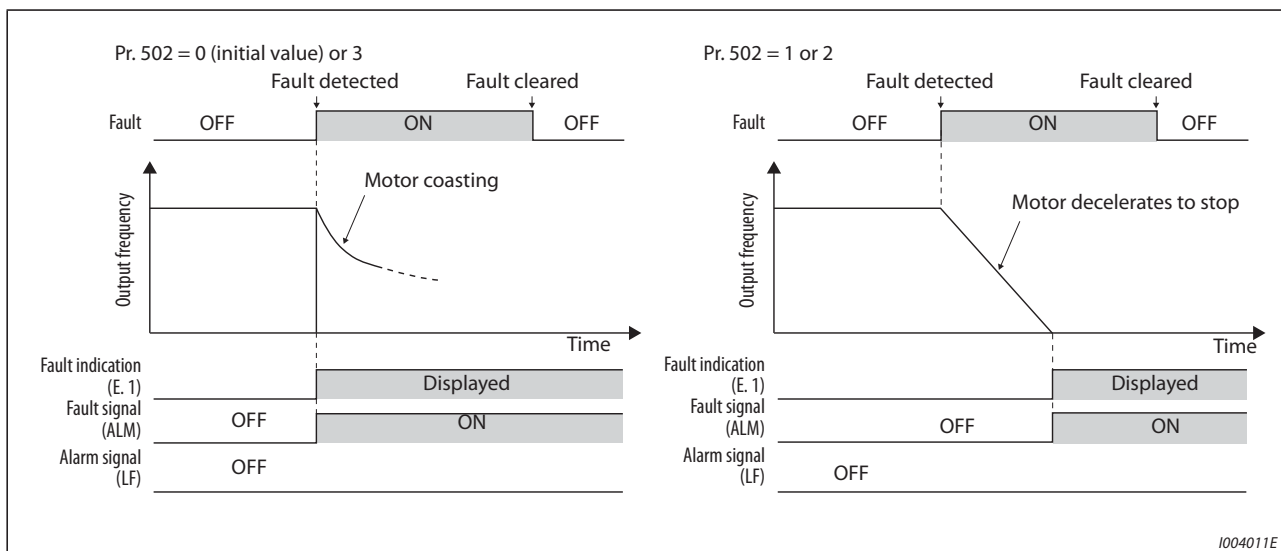 Pr. 502 = 0 (initial value) or 3
Fault detected
Fault cleared
Fault
OFF
ON
OFF
Output frequency
Motor coasting
Time
Fault indication
(E. 1)
Displayed
Fault signal
(ALM)
OFF
ON
Alarm signal
(LF)
OFF
Pr. 502 = 1 or 2
Fault detected
Fault cleared
Fault
OFF
ON
OFF
Output frequency
Motor decelerates to stop
Time
Fault indication
(E. 1)
Displayed
Fault signal
(ALM)
OFF
ON
Alarm signal
(LF)
OFF
I004011E